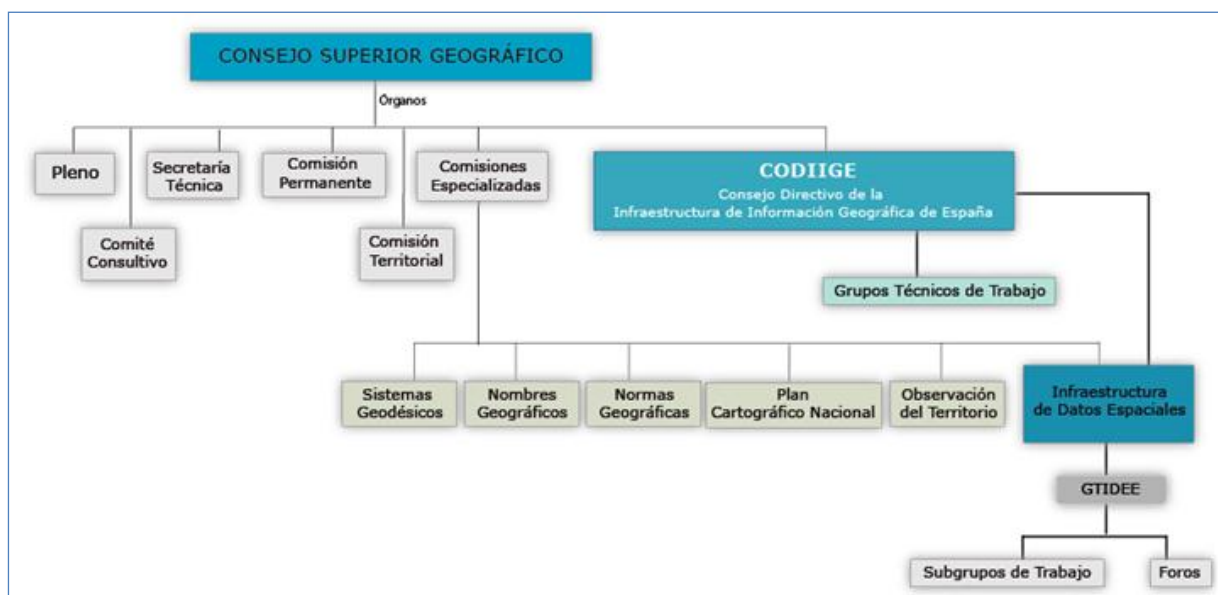 CONSEJO SUPERIOR GEOGRÁFICO
Órganos
Pleno
Comité
Consultivo
Secretaría
Técnica
Comisión
Permanente
Comisión
Territorial
Comisiones
Especializadas
CODIIGE
Consejo Directivo de la
Infraestructura de Información Geográfica de España
Grupos Técnicos de Trabajo
Sistemas
Geodésicos
Nombres
Geográficos
Normas
Geográficas
Plan
Cartográfico Nacional
Observación
del Territorio
Infraestructura
de Datos Espaciales
GTIDEE
Subgrupos de Trabajo
Foros